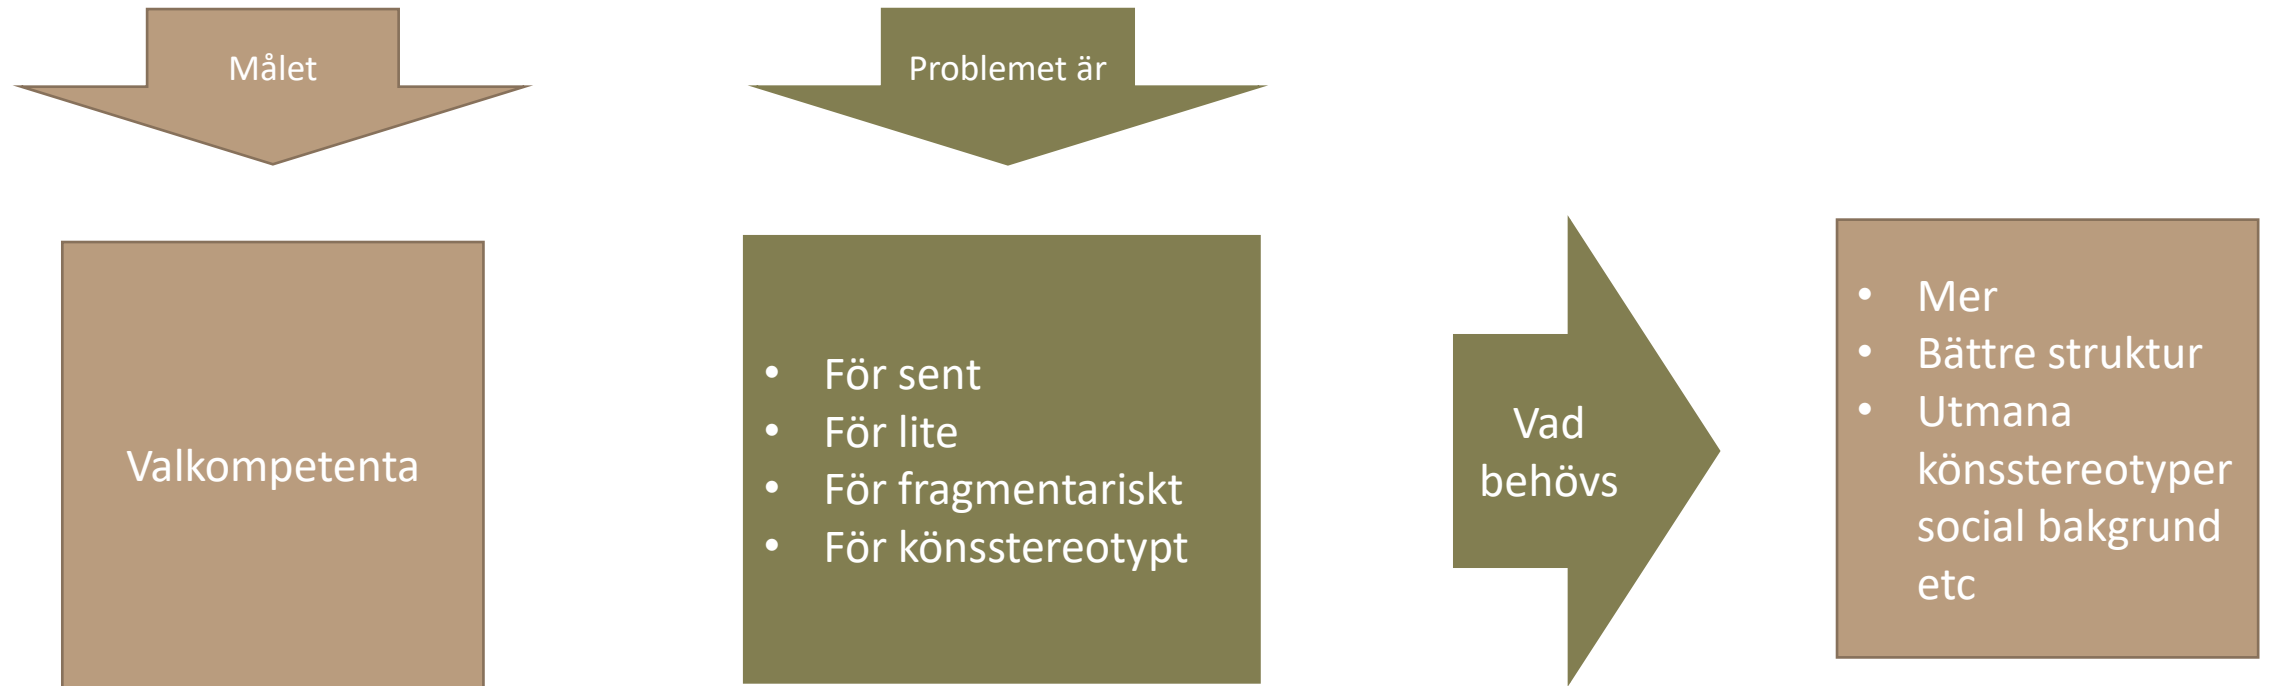 Målet
Problemet är
Valkompetenta
• För sent
• För lite
• För fragmentariskt
• För könsstereotypt
Vad
behövs
• Mer
• Bättre struktur
• Utmana
könsstereotyper
social bakgrund
etc